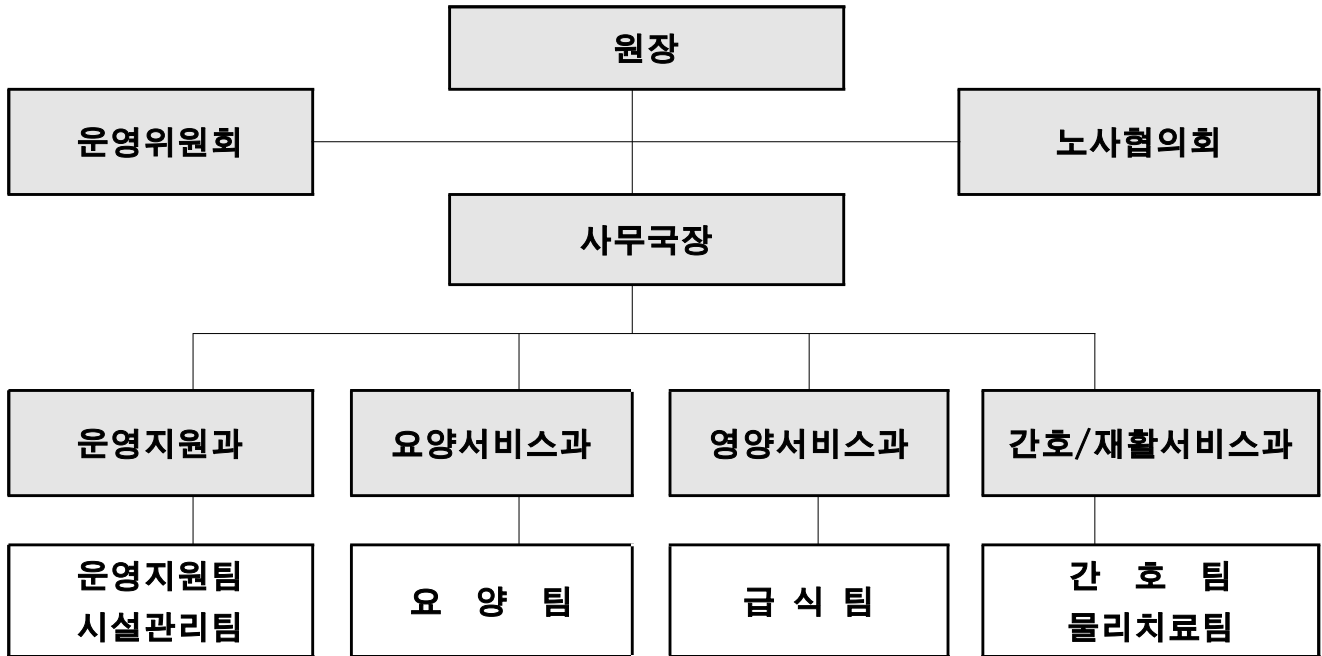 원장
운영위원회
노사협의회
사무국장
운영지원과
요양서비스과
영양서비스과
간호/재활서비스과
운영지원팀
시설관리팀
요 양 팀
급 식 팀
간 호 팀
물리치료팀